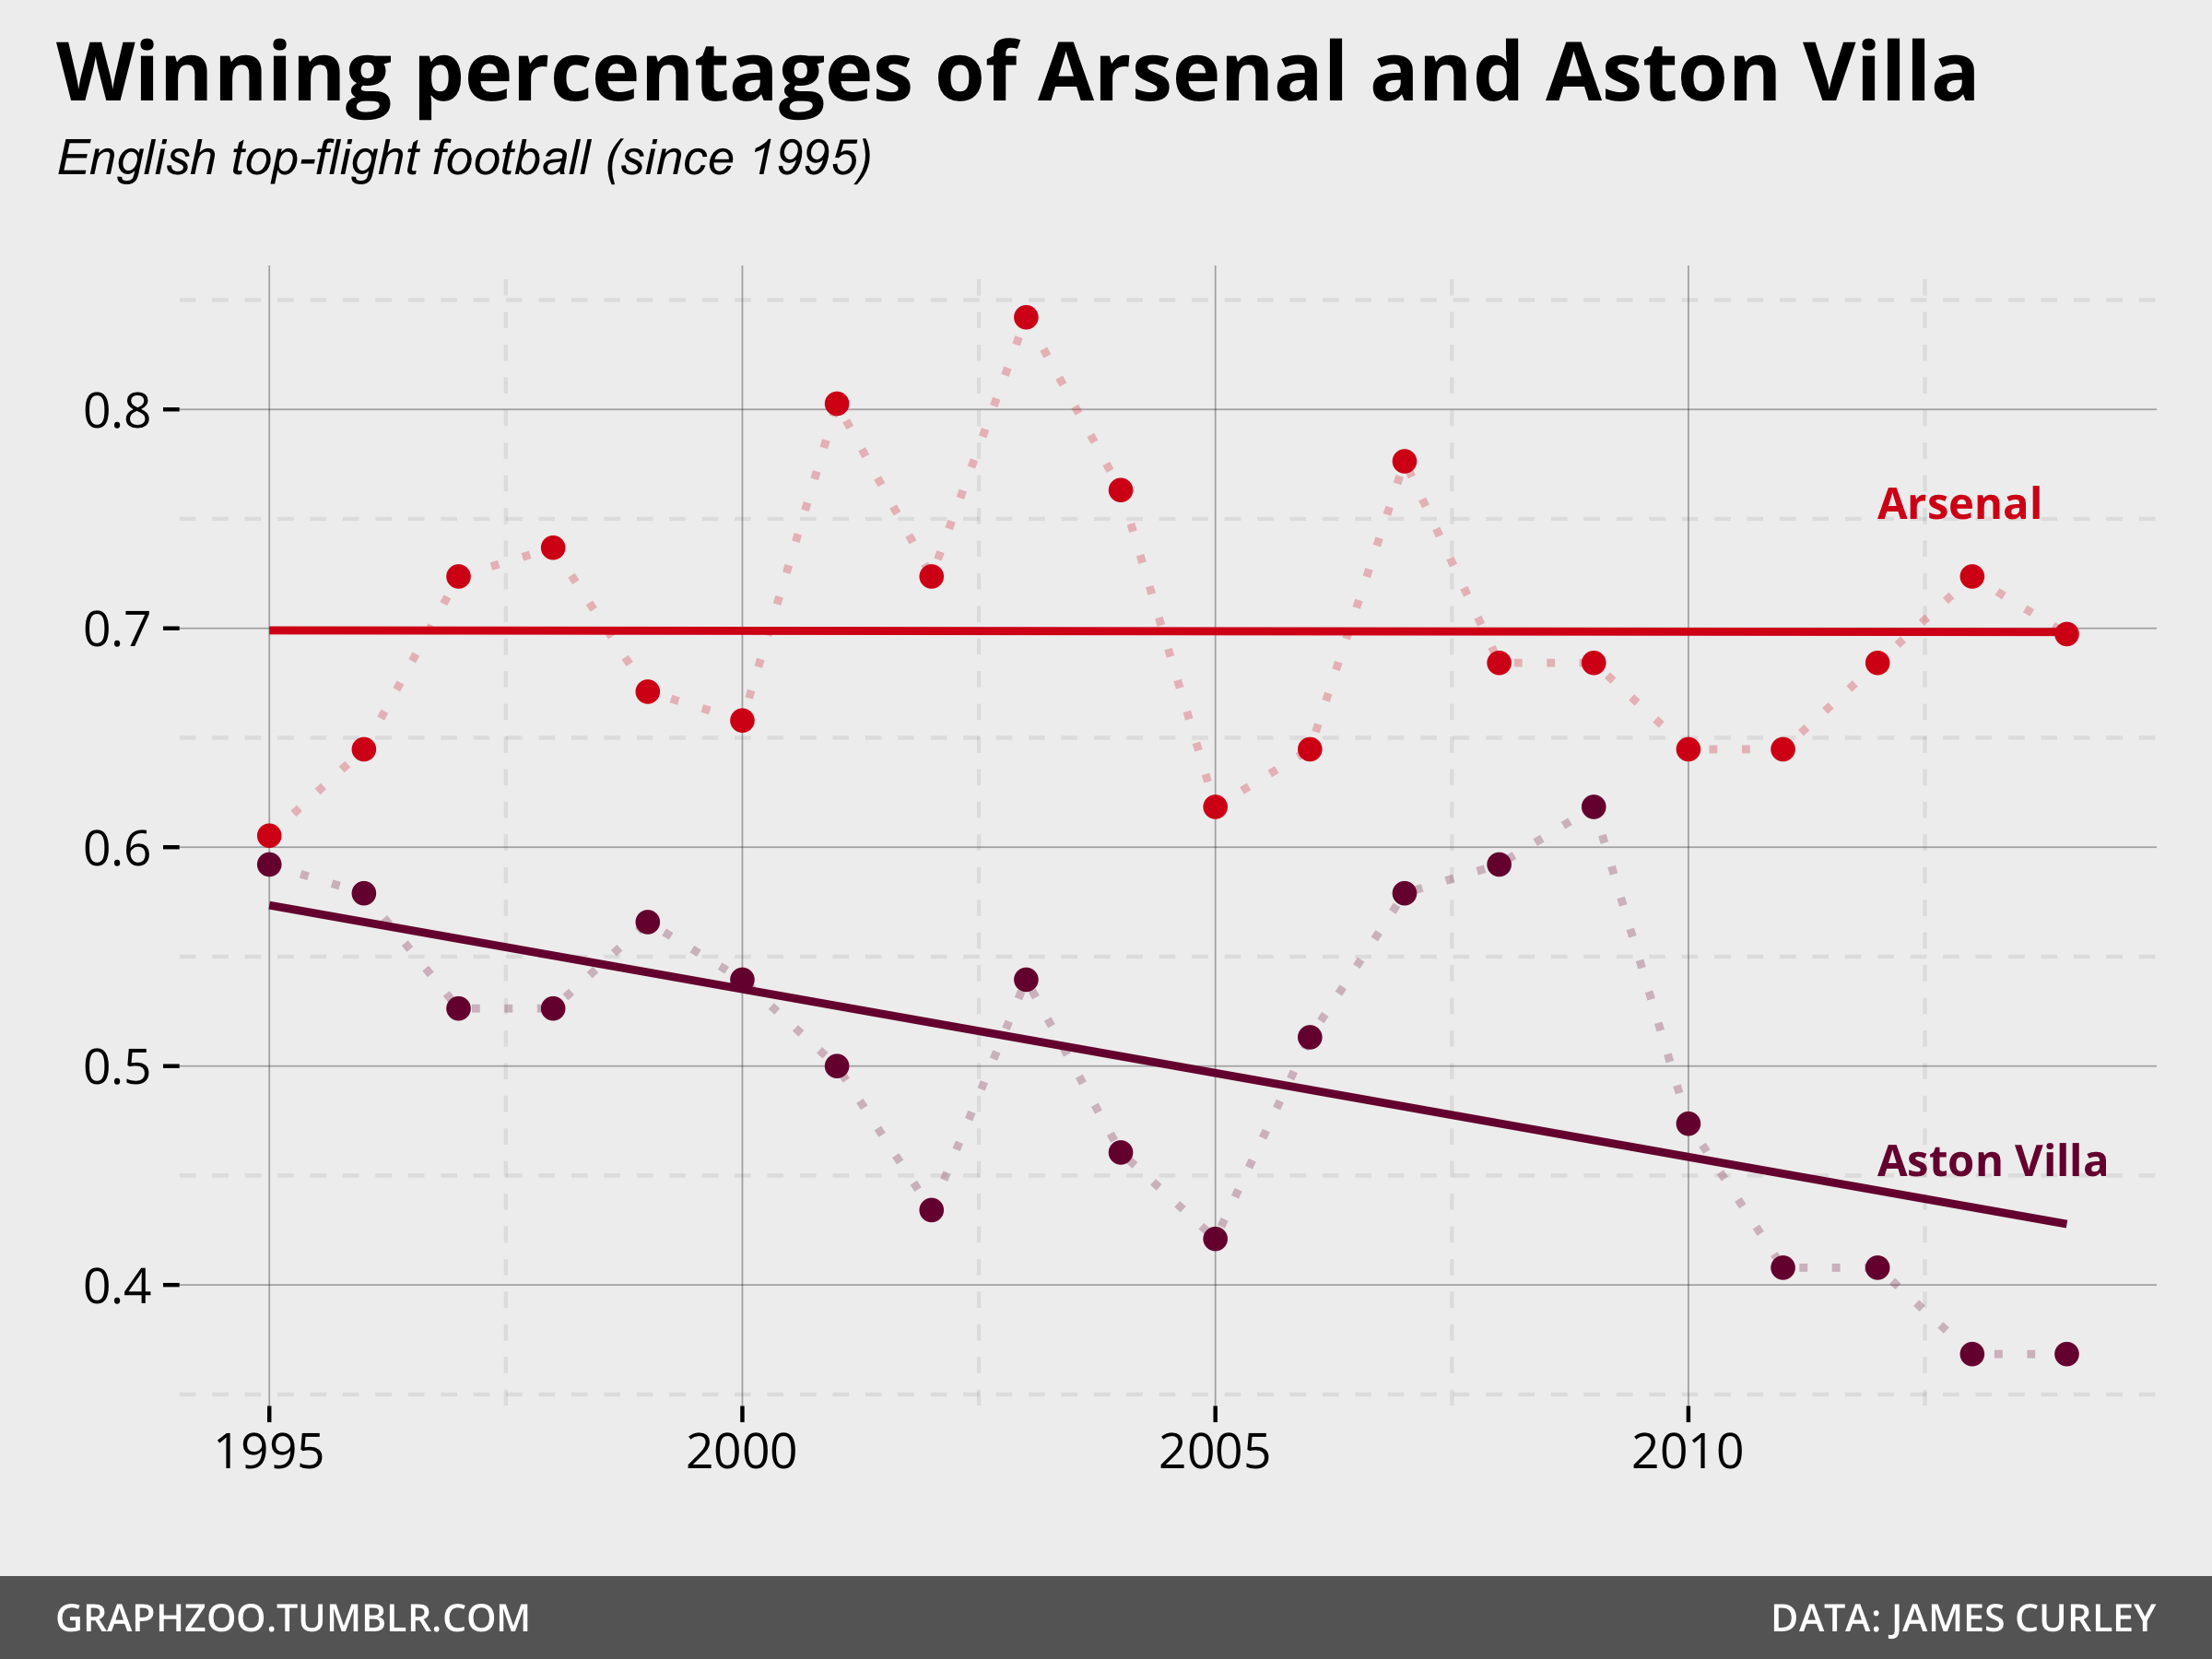 Winning percentages of Arsenal and Aston Villa
English top-flight football (since 1995)
0.8
Arsenal
0.7
0.6
0.5
Aston Villa
0.4
1995 2000 2005 2010
GRAPHZOO.TUMBLR.COM DATA: JAMES CURLEY